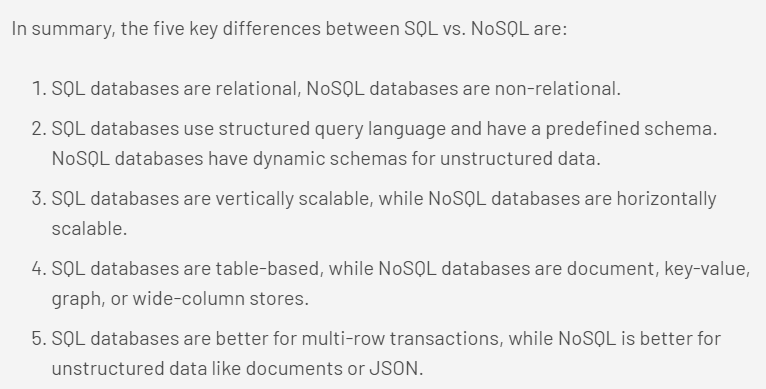 In summary, the five key differences between SQL vs. NoSQL are:
1. SQL databases are relational, NoSQL databases are non-relational.
2. SQL databases use structured query language and have a predefined schema.
NoSQL databases have dynamic schemas for unstructured data.
3. SQL databases are vertically scalable, while NoSQL databases are horizontally
scalable.
4. SQL databases are table-based, while NoSQL databases are document, key-value,
graph, or wide-column stores.
5. SQL databases are better for multi-row transactions, while NoSQL is better for
unstructured data like documents or JSON.